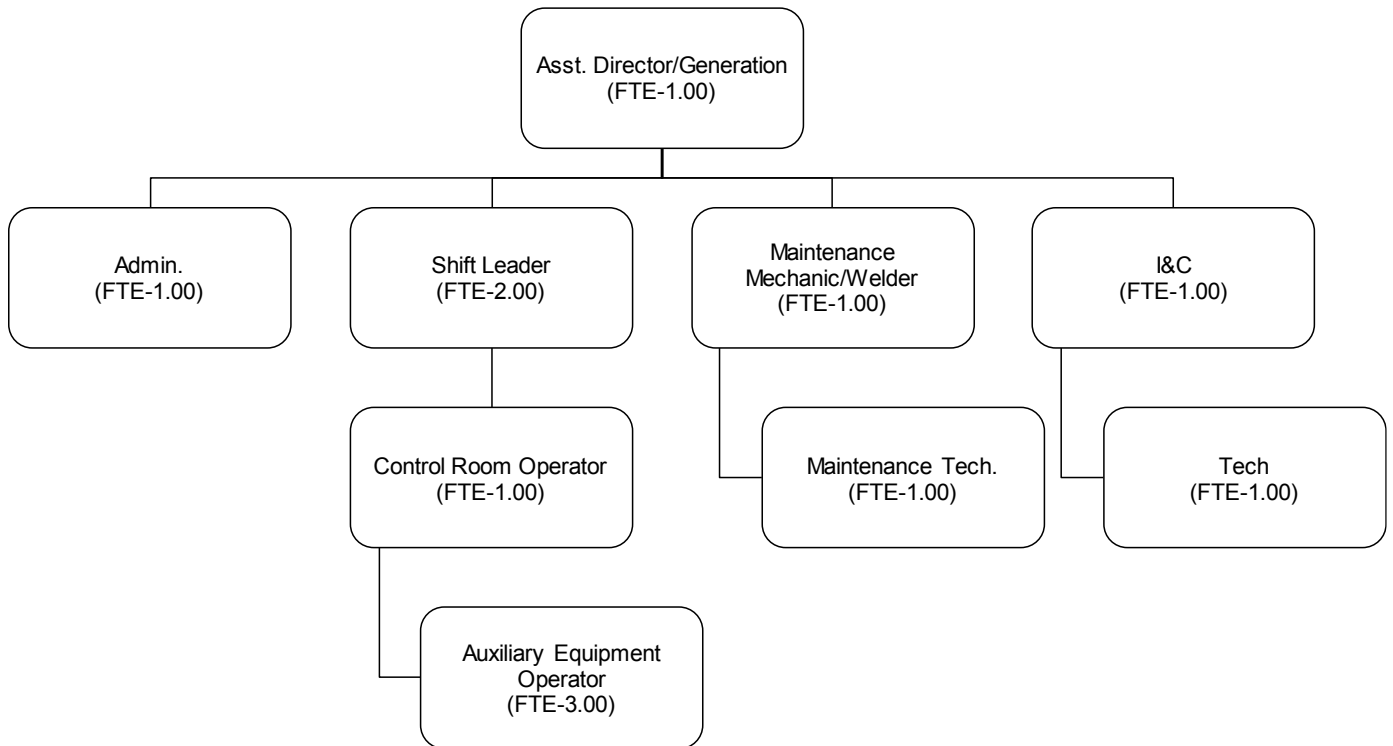 Asst. Director/Generation
(FTE-1.00)
Admin.
(FTE-1.00)
Shift Leader
(FTE-2.00)
Maintenance
Mechanic/Welder
(FTE-1.00)
I&C
(FTE-1.00)
Control Room Operator
(FTE-1.00)
Maintenance Tech.
(FTE-1.00)
Tech
(FTE-1.00)
Auxiliary Equipment
Operator
(FTE-3.00)